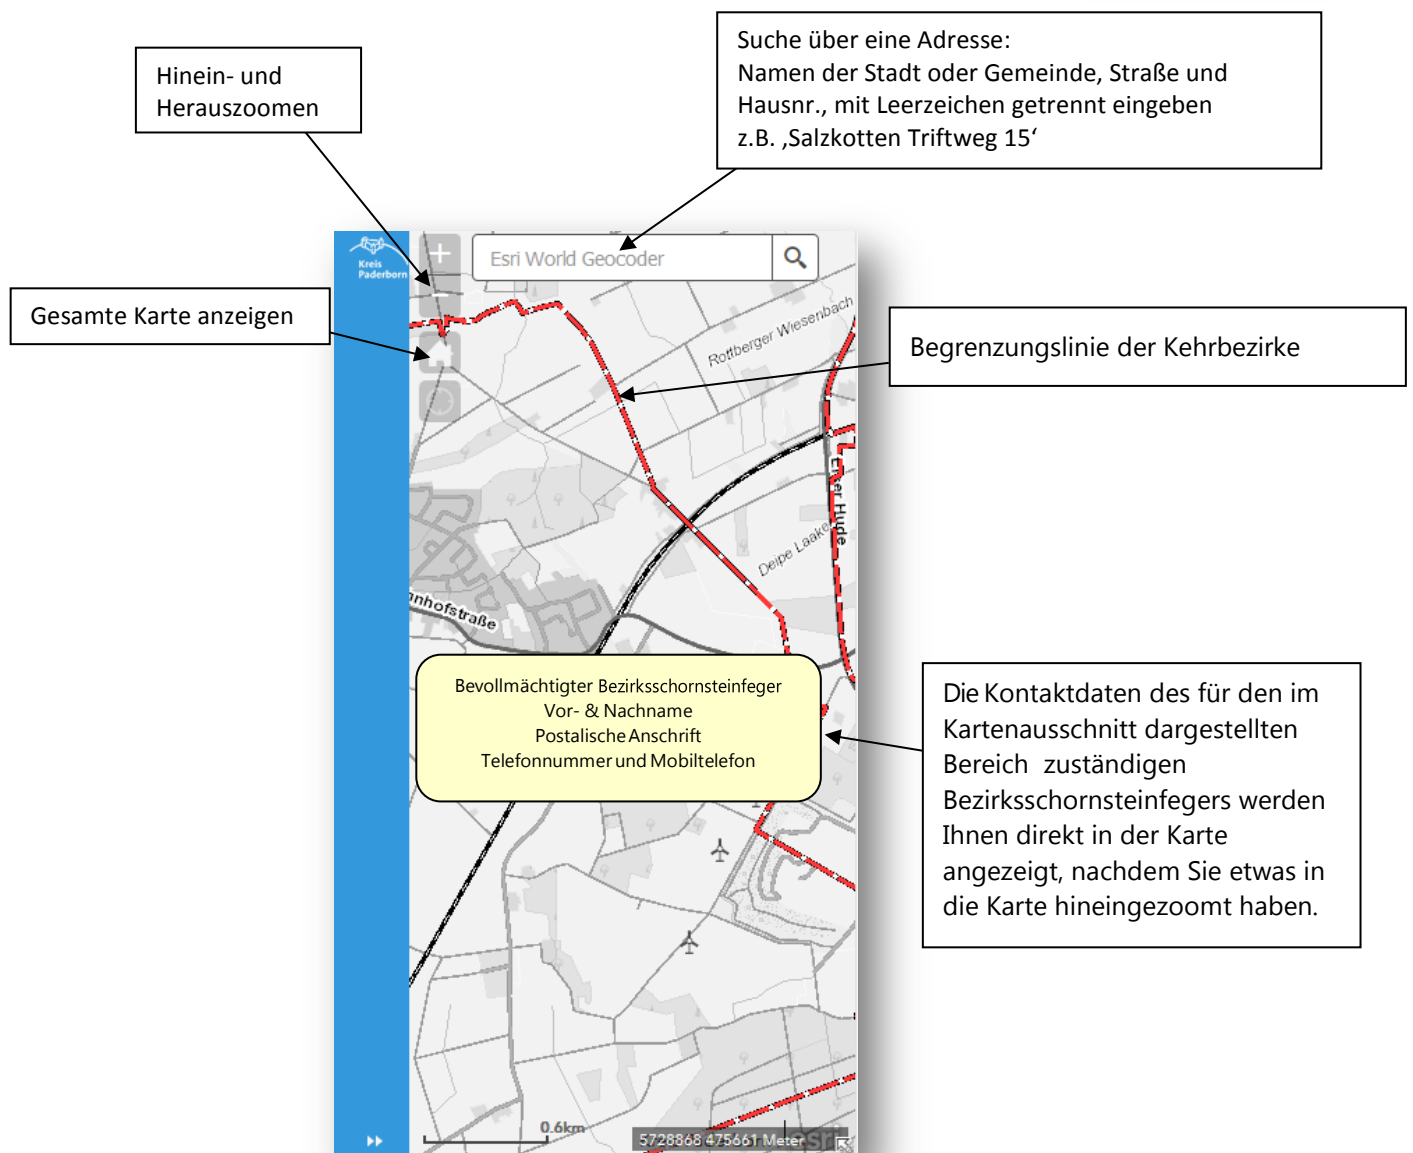 Suche über eine Adresse:
Namen der Stadt oder Gemeinde, Straße und
Hausnr., mit Leerzeichen getrennt eingeben
z.B. ‚Salzkotten Triftweg 15‘
Hinein- und
Herauszoomen
Kreis
Paderborn
Esri World Geocoder
Gesamte Karte anzeigen
Rottberger Wiesenbach
Begrenzungslinie der Kehrbezirke
Elser Hude
Deipe Laake
nhofstraße
Bevollmächtigter Bezirksschornsteinfeger
Vor- & Nachname
Postalische Anschrift
Telefonnummer und Mobiltelefon
Die Kontaktdaten des für den im
Kartenausschnitt dargestellten
Bereich zuständigen
Bezirksschornsteinfegers werden
Ihnen direkt in der Karte
angezeigt, nachdem Sie etwas in
die Karte hineingezoomt haben.
0.6km
5728868 475661 Meter
esri